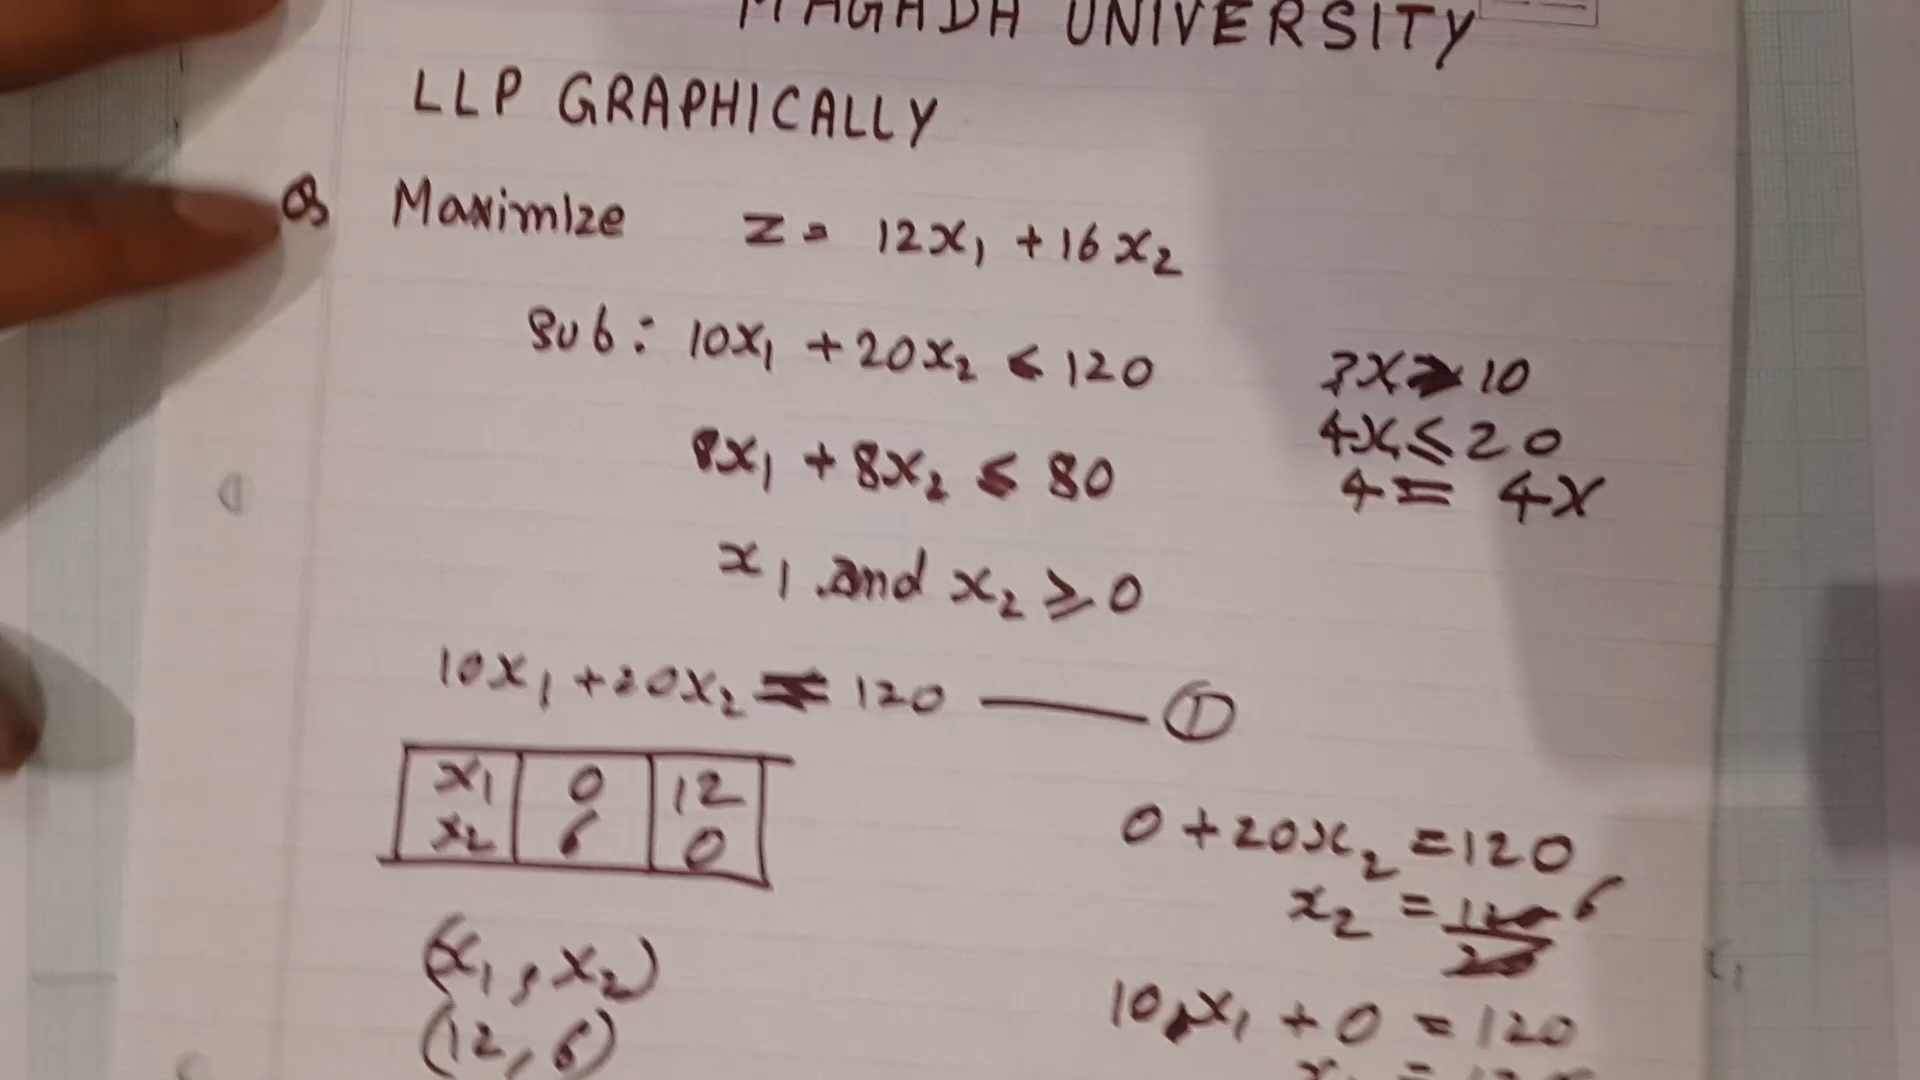 MAGADH UNIVERSITY
LLP GRAPHICALLY
Q Maximize z = 12x₁ + 16x₂
Sub: 10x₁ + 20x₂ < 120
8x₁ + 8x₂ ≤ 80
x₁ and x₂ ≥ 0
3x > 10
4x ≤ 20
4 = 4x
10x₁ + 20x₂ = 120 — ①
x₁ 0 12
x₂ 6 0
(x₁, x₂)
(12, 6)
0 + 20x₂ = 120
x₂ = 120/20 6
10x₁ + 0 = 120